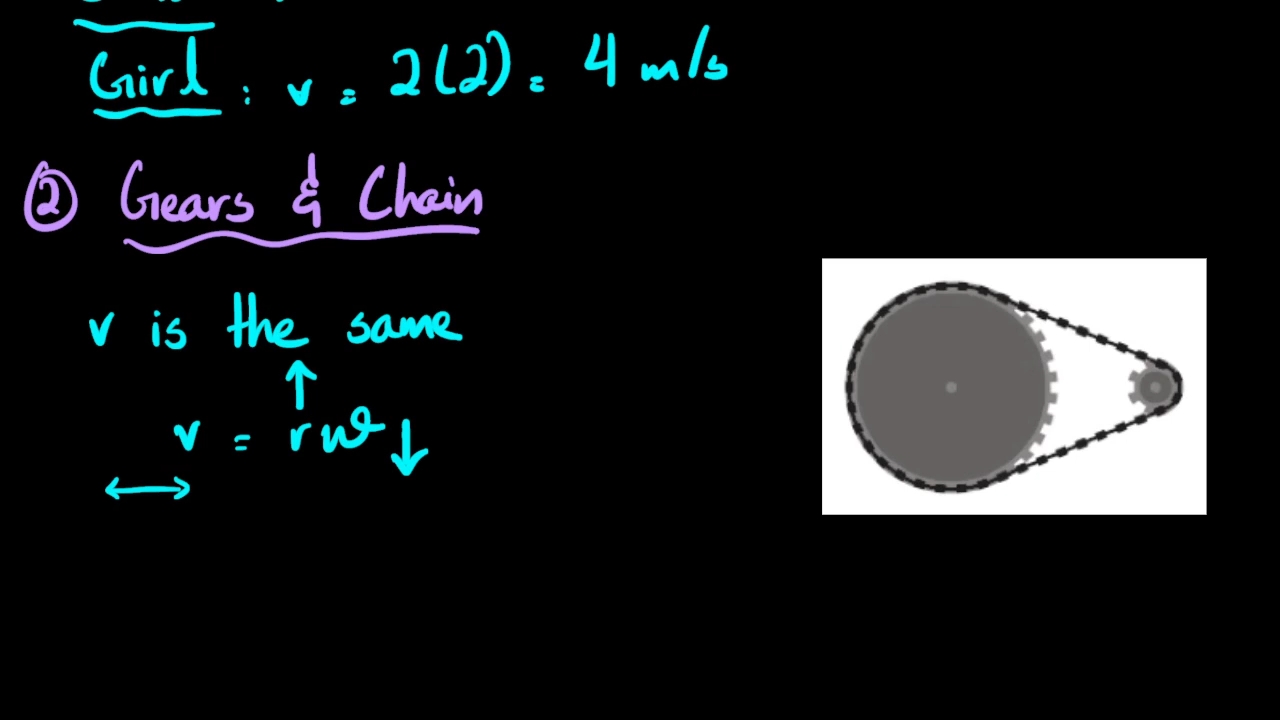 Girl : v = 2(2) = 4 m/s
② Gears & Chain
v is the same
↑
v = rω ↓
↔